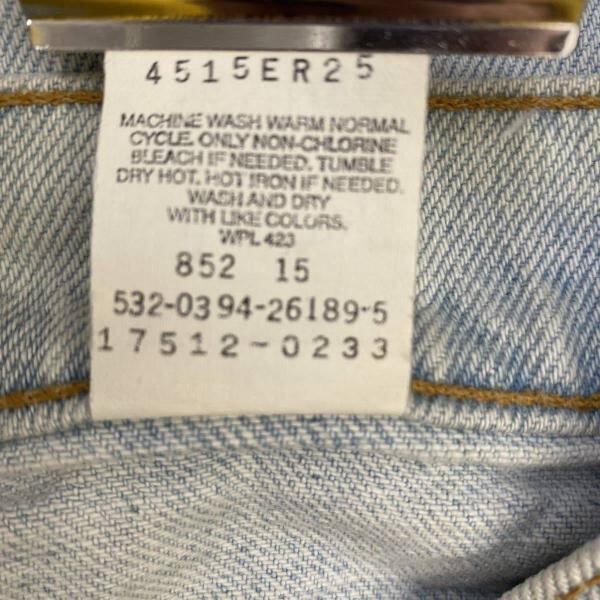 4515ER25
MACHINE WASH WARM NORMAL
CYCLE. ONLY NON-CHLORINE
BLEACH IF NEEDED. TUMBLE
DRY HOT. HOT IRON IF NEEDED.
WASH AND DRY
WITH LIKE COLORS.
WPL 423
852 15
532-0394-26189-5
17512-0233